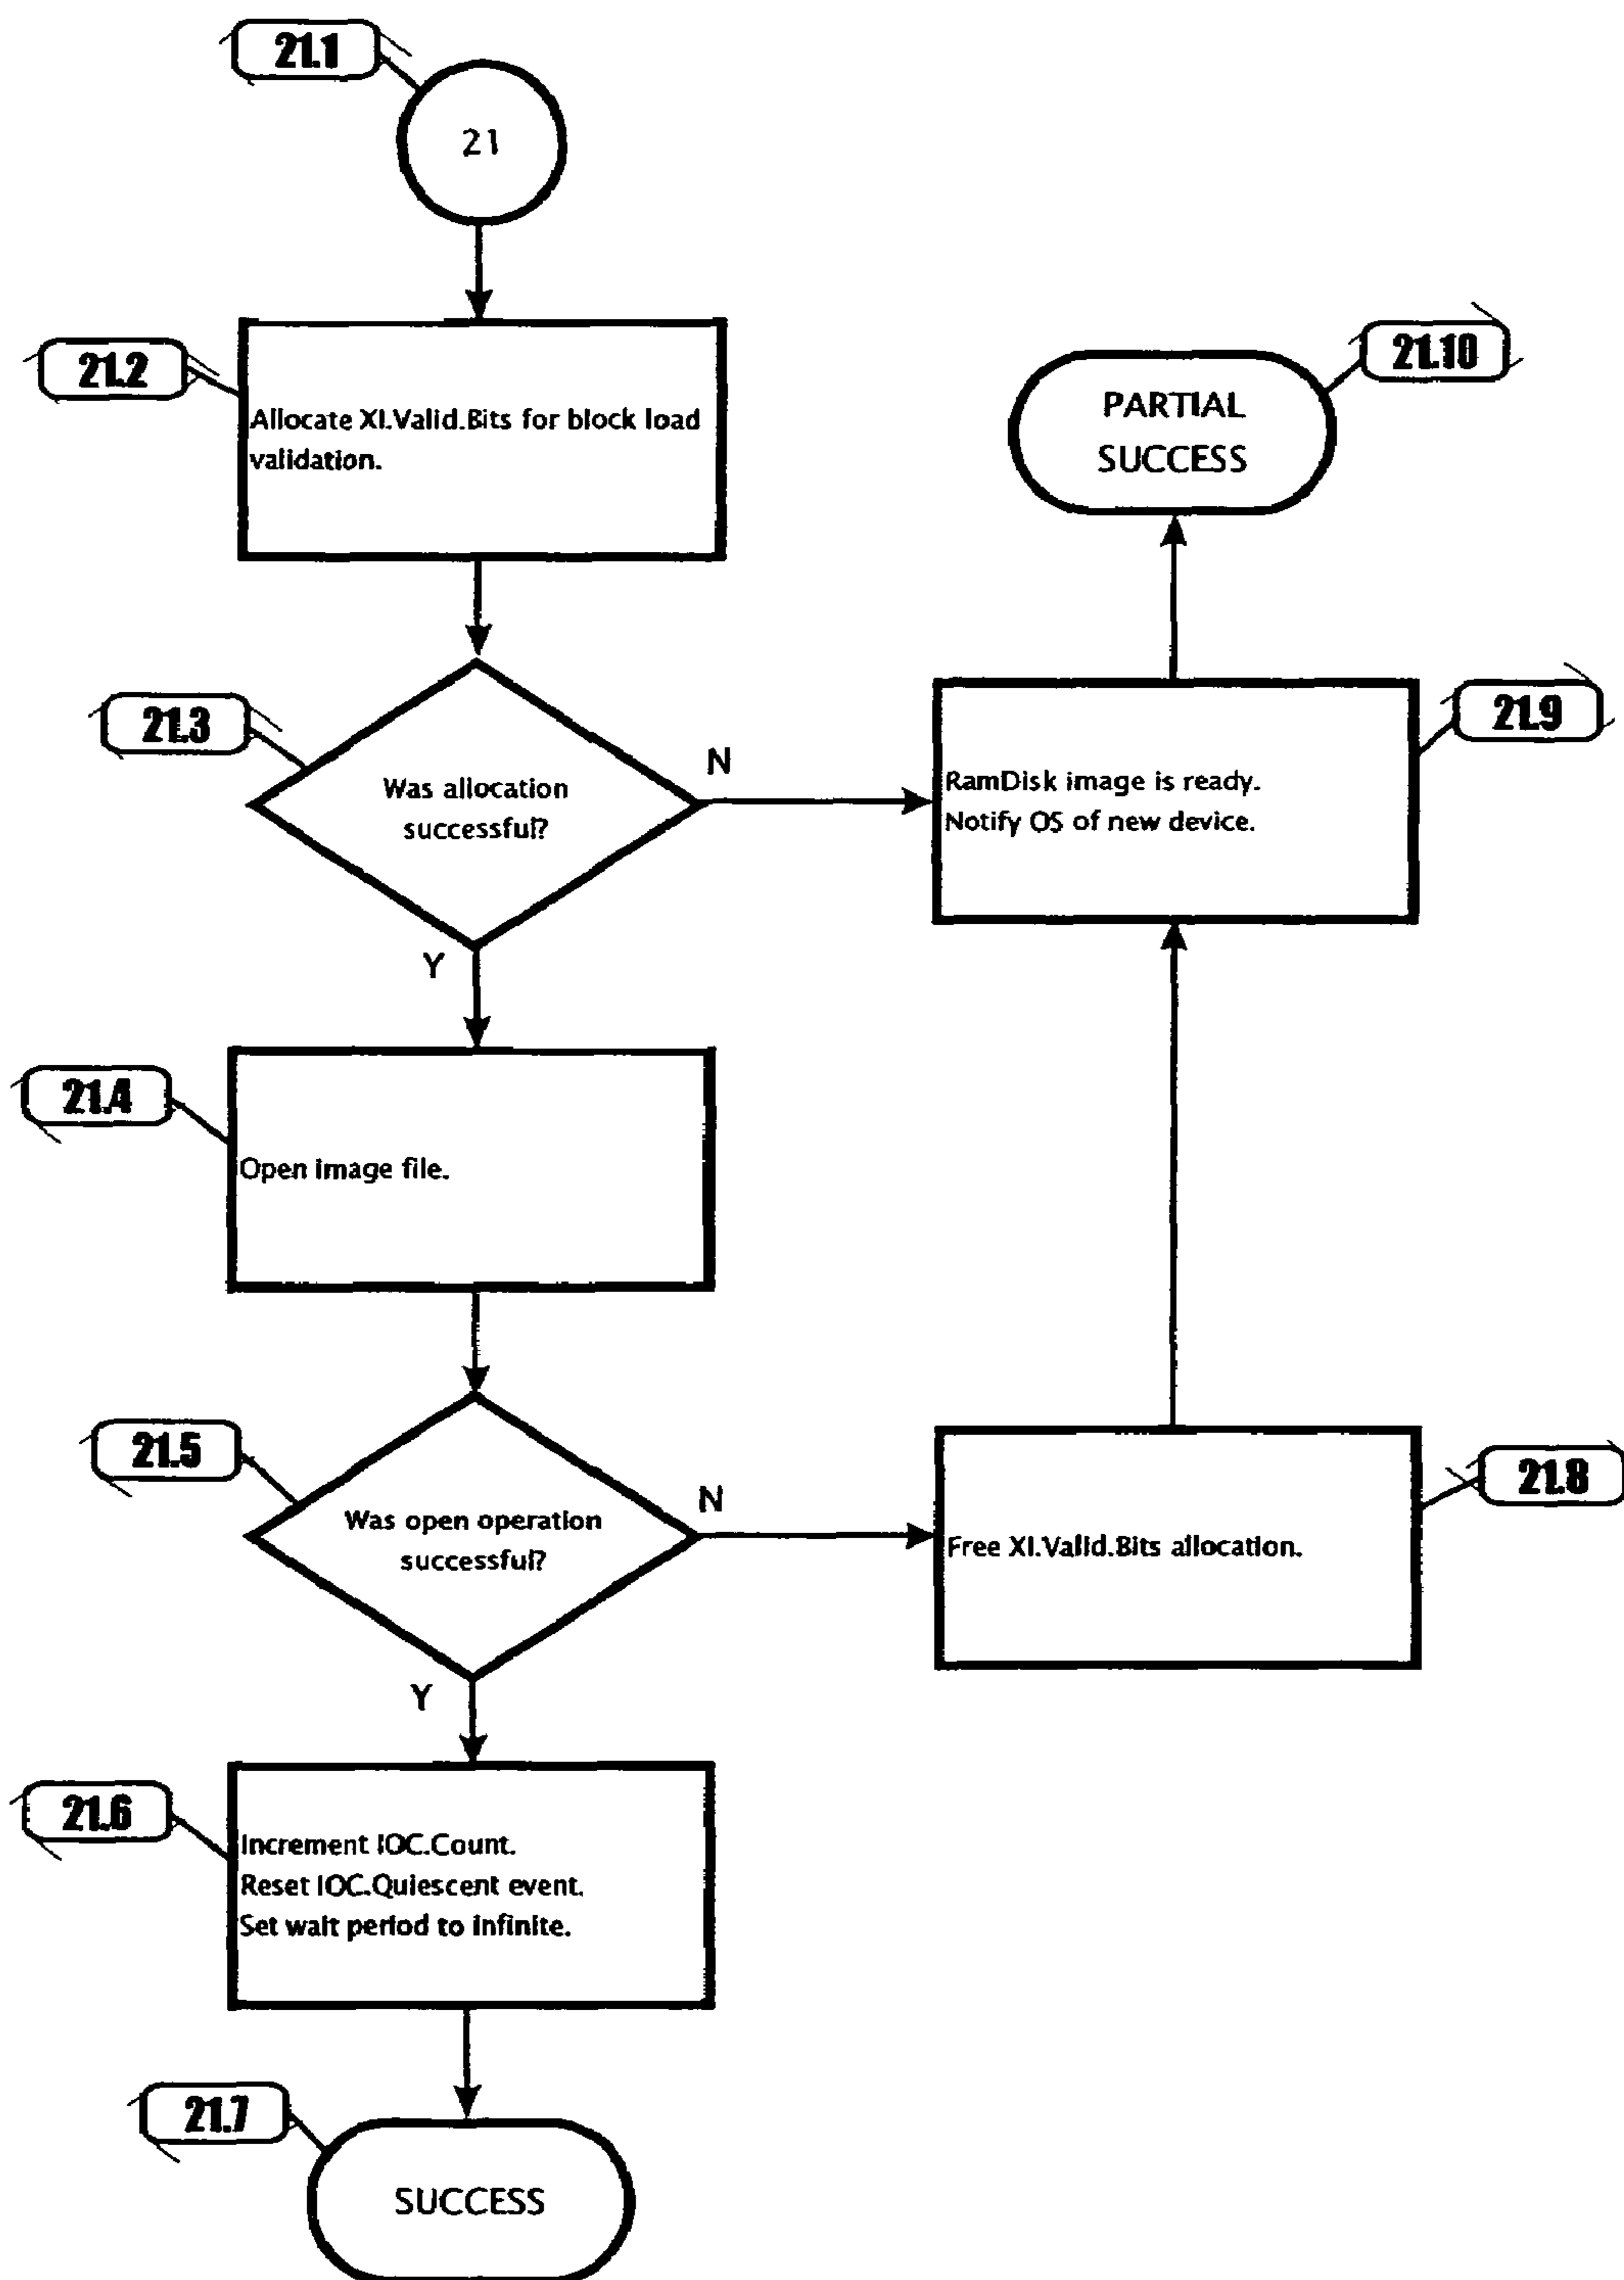 21.1
21
21.2
Allocate XI.Valid.Bits for block load
validation.
21.10
PARTIAL
SUCCESS
21.3
Was allocation
successful?
N
Y
21.9
RamDisk image is ready.
Notify OS of new device.
21.4
Open image file.
21.5
Was open operation
successful?
N
Y
21.8
Free XI.Valid.Bits allocation.
21.6
Increment IOC.Count.
Reset IOC.Quiescent event.
Set wait period to infinite.
21.7
SUCCESS